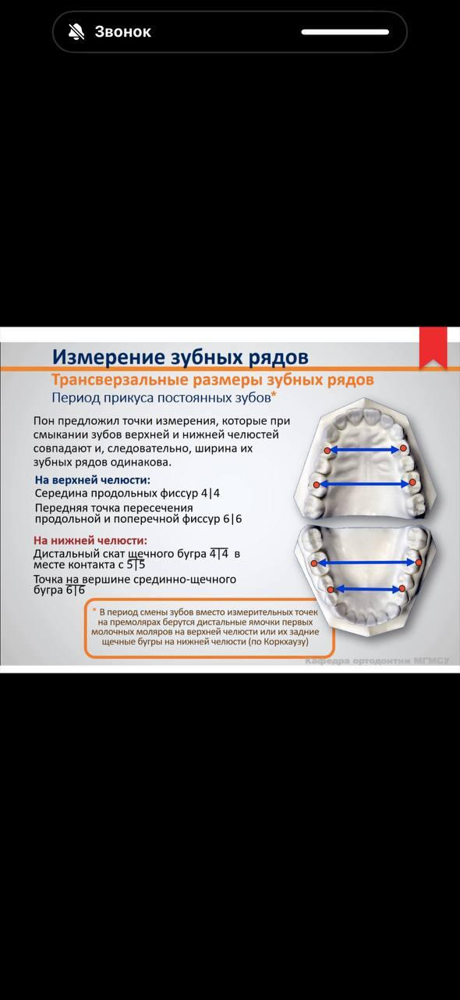 Звонок
Измерение зубных рядов
Трансверзальные размеры зубных рядов
Период прикуса постоянных зубов*
Пон предложил точки измерения, которые при
смыкании зубов верхней и нижней челюстей
совпадают и, следовательно, ширина их
зубных рядов одинакова.
На верхней челюсти:
Середина продольных фиссур 4|4
Передняя точка пересечения
продольной и поперечной фиссур 6|6
На нижней челюсти:
Дистальный скат щечного бугра 4|4 в
месте контакта с 5|5
Точка на вершине срединно-щечного
бугра 6|6
* В период смены зубов вместо измерительных точек
на премолярах берутся дистальные ямочки первых
молочных моляров на верхней челюсти или их задние
щечные бугры на нижней челюсти (по Коркхаузу)
Кафедра ортодонтии МГМСУ